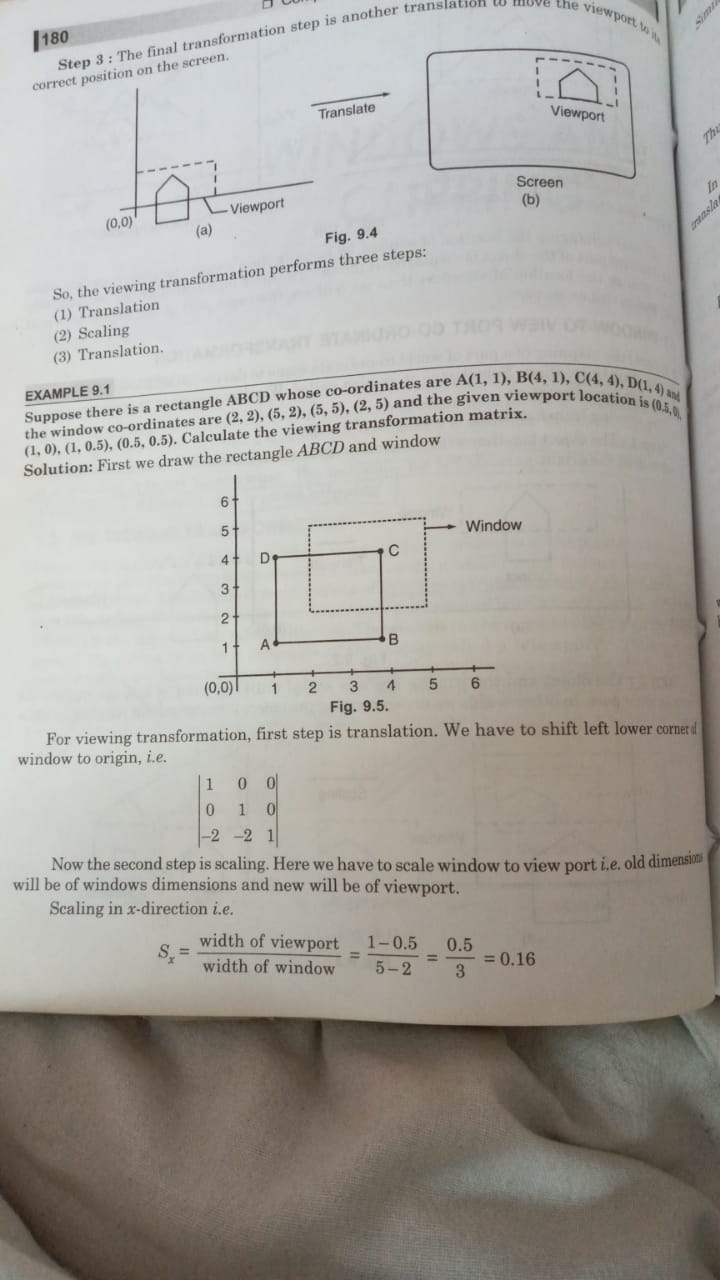 180
Step 3 : The final transformation step is another translation to move the viewport to its
correct position on the screen.
Translate
Viewport
(0,0)
Viewport
(a)
Screen
(b)
Fig. 9.4
So, the viewing transformation performs three steps:
(1) Translation
(2) Scaling
(3) Translation.
EXAMPLE 9.1
Suppose there is a rectangle ABCD whose co-ordinates are A(1, 1), B(4, 1), C(4, 4), D(1, 4) and
the window co-ordinates are (2, 2), (5, 2), (5, 5), (2, 5) and the given viewport location is (0.5, 0),
(1, 0), (1, 0.5), (0.5, 0.5). Calculate the viewing transformation matrix.
Solution: First we draw the rectangle ABCD and window
6
5
Window
4 D C
3
2
1 A B
(0,0) 1 2 3 4 5 6
Fig. 9.5.
For viewing transformation, first step is translation. We have to shift left lower corner of
window to origin, i.e.
1 0 0
0 1 0
–2 –2 1
Now the second step is scaling. Here we have to scale window to view port i.e. old dimensions
will be of windows dimensions and new will be of viewport.
Scaling in x-direction i.e.
Sx = width of viewport / width of window = 1 – 0.5 / 5 – 2 = 0.5 / 3 = 0.16